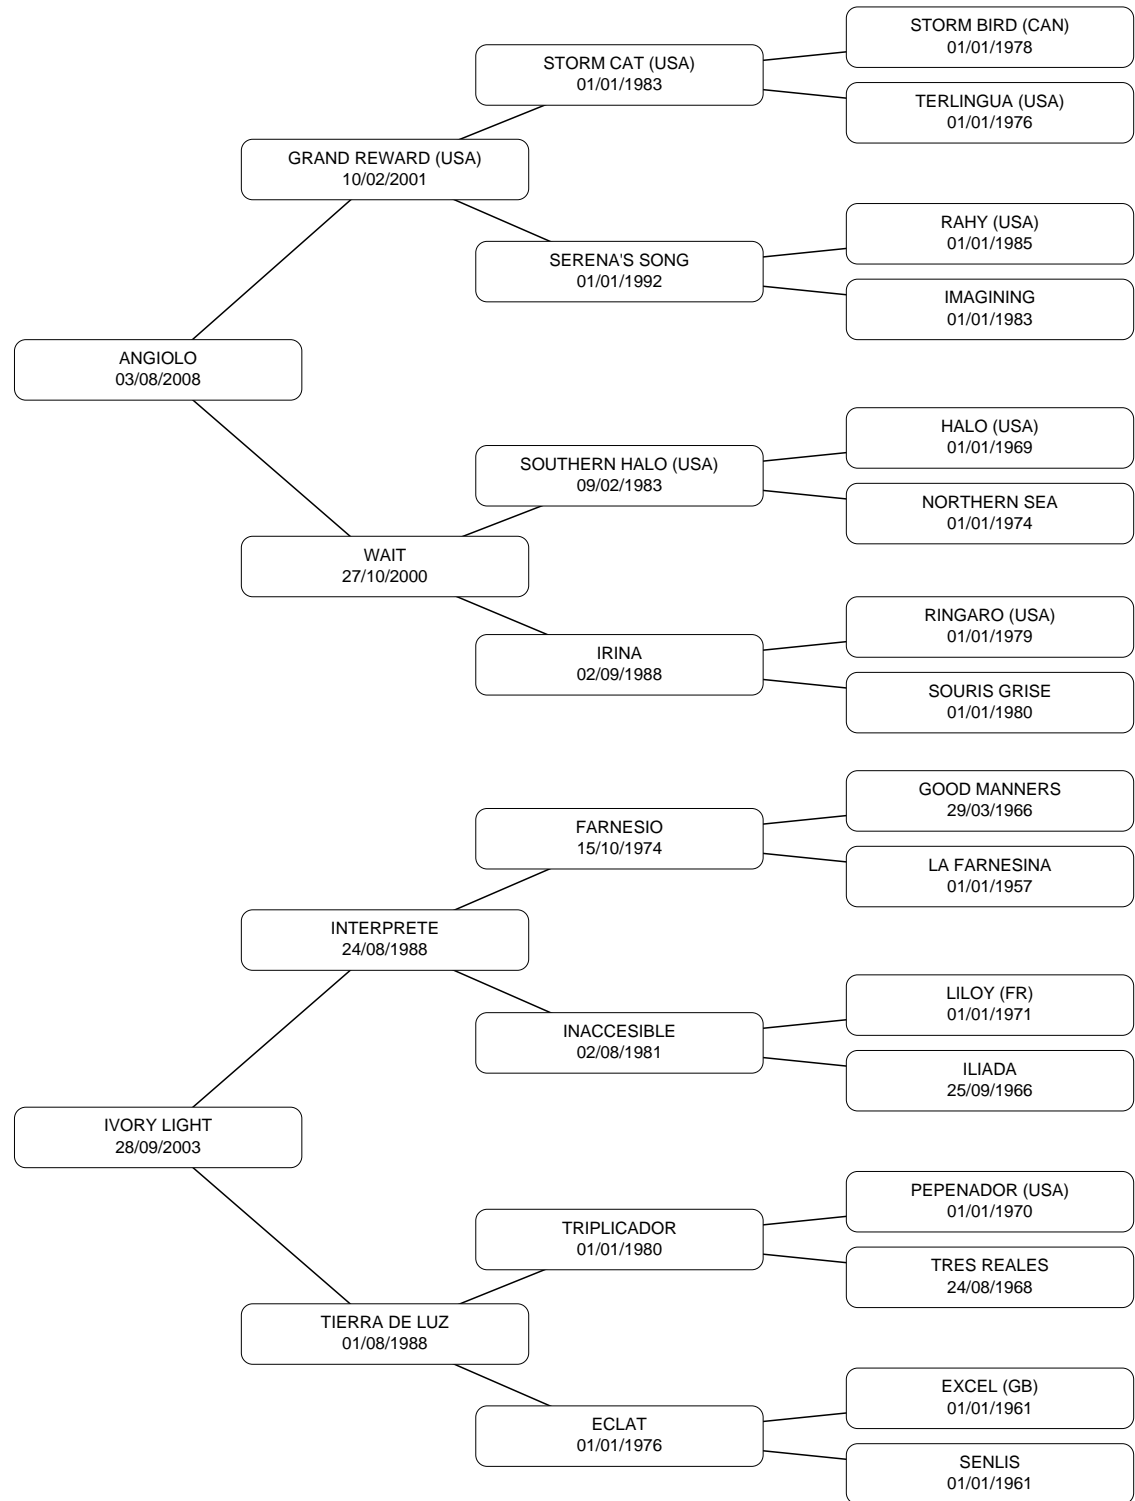 STORM BIRD (CAN)
01/01/1978
STORM CAT (USA)
01/01/1983
TERLINGUA (USA)
01/01/1976
GRAND REWARD (USA)
10/02/2001
RAHY (USA)
01/01/1985
SERENA'S SONG
01/01/1992
IMAGINING
01/01/1983
ANGIOLO
03/08/2008
HALO (USA)
01/01/1969
SOUTHERN HALO (USA)
09/02/1983
NORTHERN SEA
01/01/1974
WAIT
27/10/2000
RINGARO (USA)
01/01/1979
IRINA
02/09/1988
SOURIS GRISE
01/01/1980
GOOD MANNERS
29/03/1966
FARNESIO
15/10/1974
LA FARNESINA
01/01/1957
INTERPRETE
24/08/1988
LILOY (FR)
01/01/1971
INACCESIBLE
02/08/1981
ILIADA
25/09/1966
IVORY LIGHT
28/09/2003
PEPENADOR (USA)
01/01/1970
TRIPLICADOR
01/01/1980
TRES REALES
24/08/1968
TIERRA DE LUZ
01/08/1988
EXCEL (GB)
01/01/1961
ECLAT
01/01/1976
SENLIS
01/01/1961